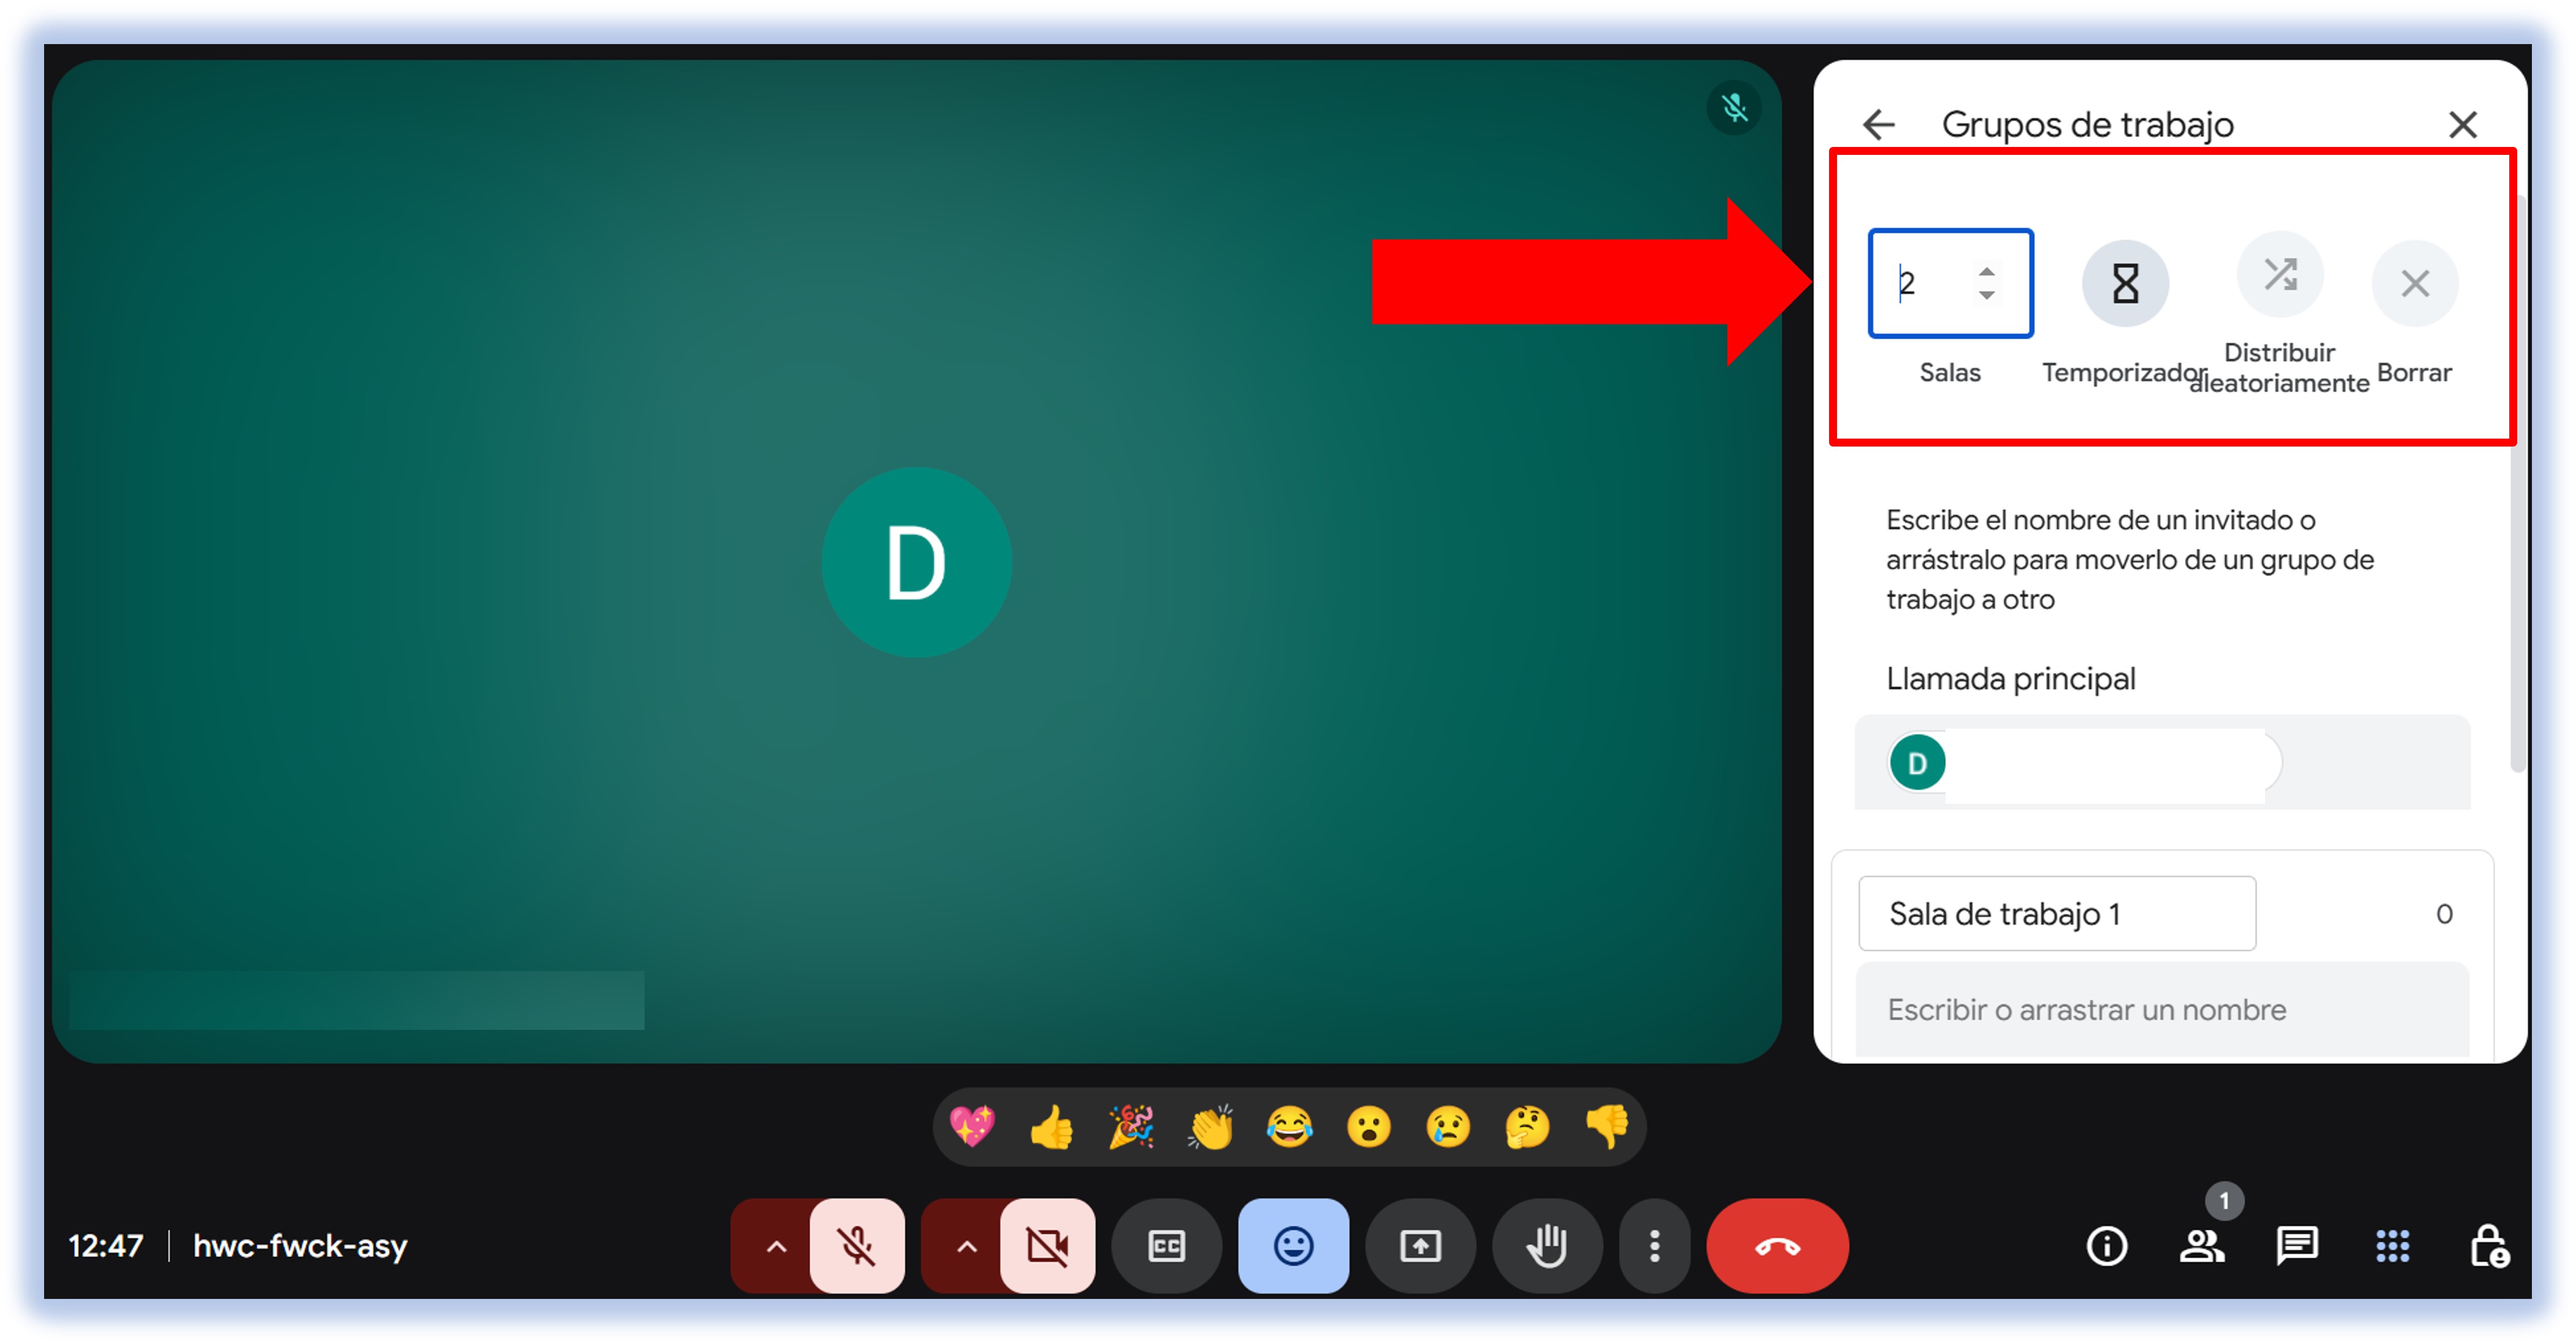 Grupos de trabajo
2
Salas
Temporizador
Distribuir
aleatoriamente
Borrar
Escribe el nombre de un invitado o
arrástralo para moverlo de un grupo de
trabajo a otro
Llamada principal
D
D
Sala de trabajo 1
0
Escribir o arrastrar un nombre
12:47 | hwc-fwck-asy
CC
1